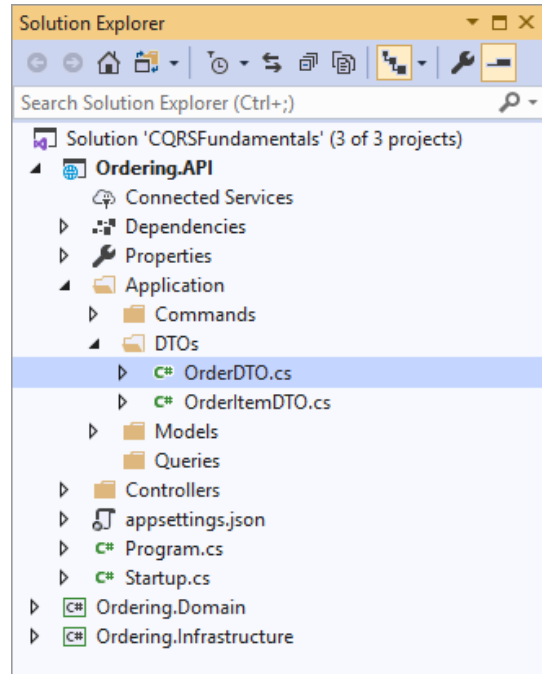 Solution Explorer
Search Solution Explorer (Ctrl+;)
Solution 'CQRSFundamentals' (3 of 3 projects)
Ordering.API
Connected Services
Dependencies
Properties
Application
Commands
DTOs
C# OrderDTO.cs
C# OrderItemDTO.cs
Models
Queries
Controllers
appsettings.json
C# Program.cs
C# Startup.cs
C# Ordering.Domain
C# Ordering.Infrastructure